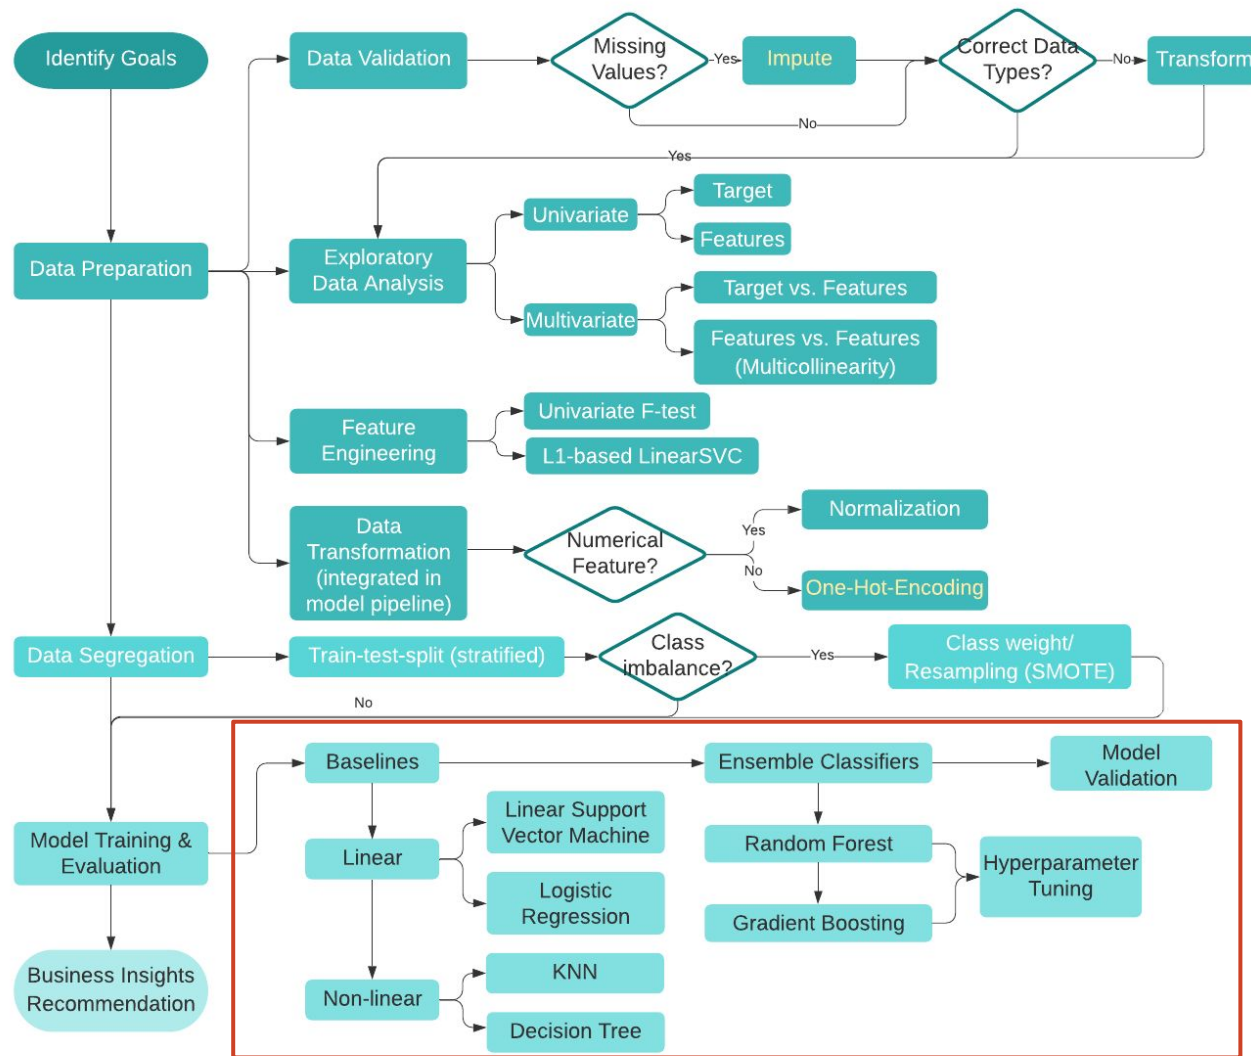 Identify Goals
Data Validation
Missing
Values?
Yes
Impute
Correct Data
Types?
No
Transform
No
Yes
Data Preparation
Exploratory
Data Analysis
Univariate
Target
Features
Multivariate
Target vs. Features
Features vs. Features
(Multicollinearity)
Feature
Engineering
Univariate F-test
L1-based LinearSVC
Data
Transformation
(integrated in
model pipeline)
Numerical
Feature?
Yes
Normalization
No
One-Hot-Encoding
Data Segregation
Train-test-split (stratified)
Class
imbalance?
Yes
Class weight/
Resampling (SMOTE)
No
Model Training &
Evaluation
Baselines
Ensemble Classifiers
Model
Validation
Linear
Linear Support
Vector Machine
Logistic
Regression
Random Forest
Gradient Boosting
Hyperparameter
Tuning
Non-linear
KNN
Decision Tree
Business Insights
Recommendation